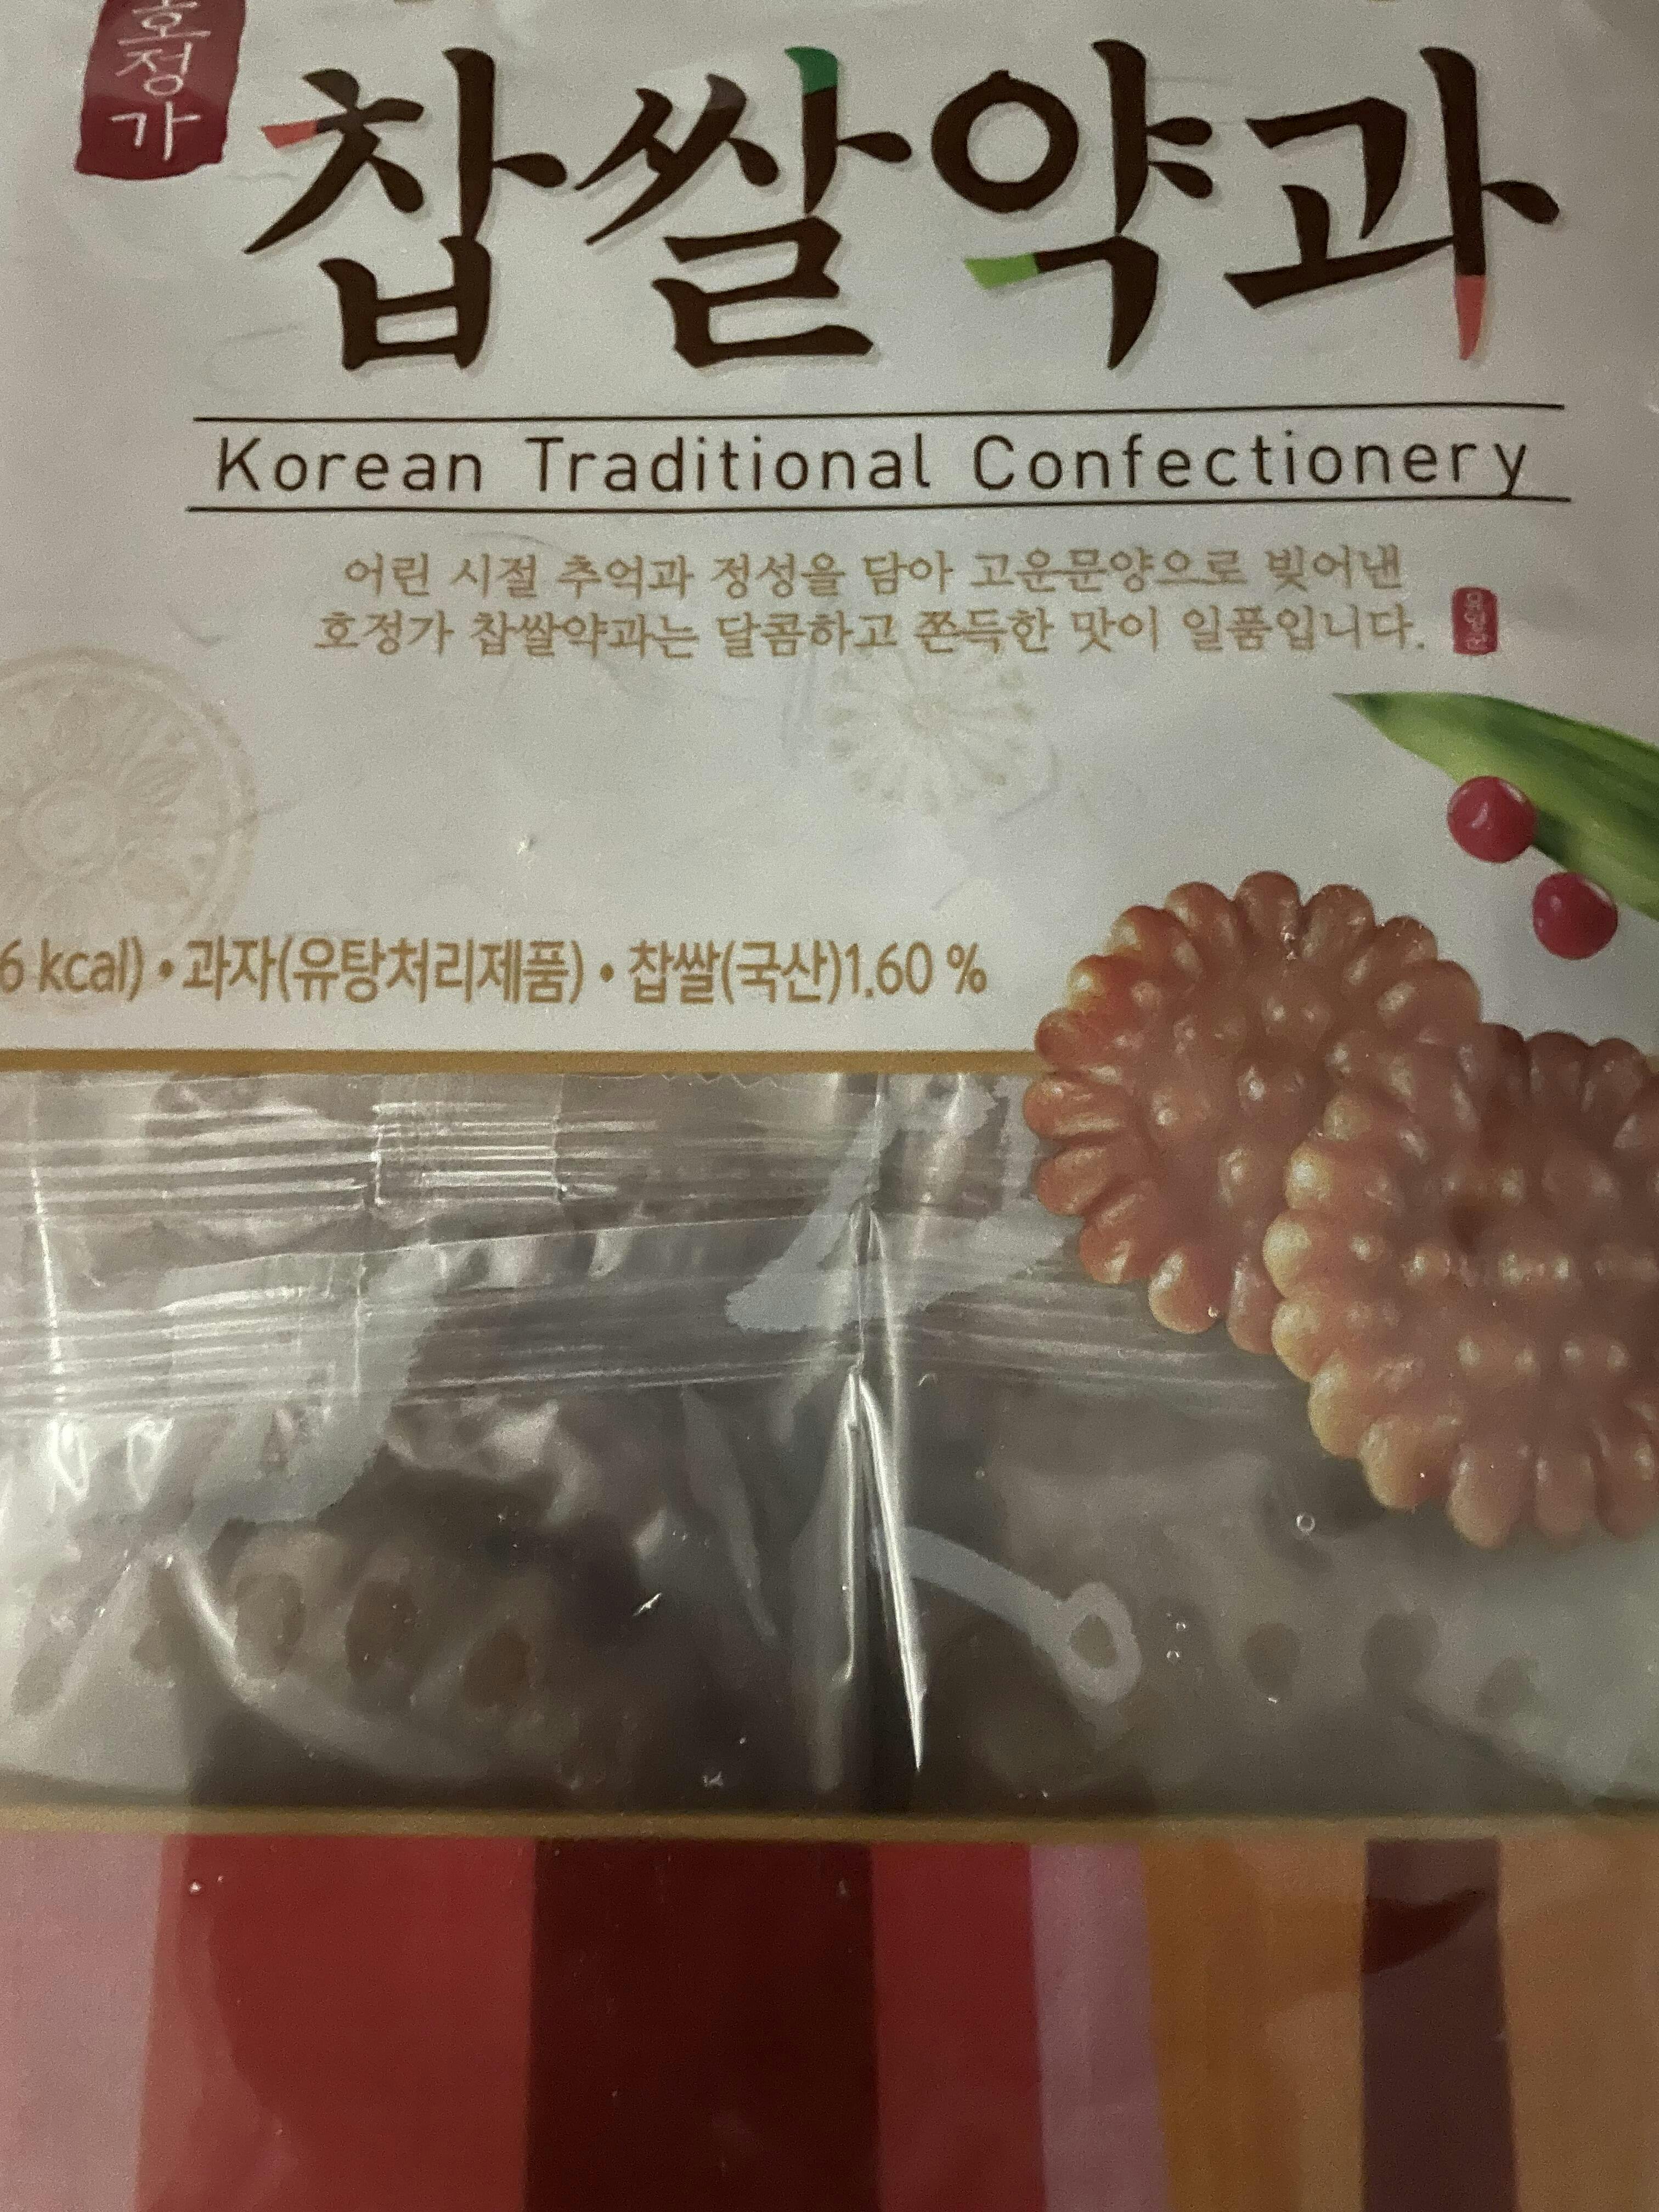 호정가
찹쌀약과
Korean Traditional Confectionery
어린 시절 추억과 정성을 담아 고운문양으로 빚어낸
호정가 찹쌀약과는 달콤하고 쫀득한 맛이 일품입니다.
6 kcal) • 과자(유탕처리제품) • 찹쌀(국산)1.60 %